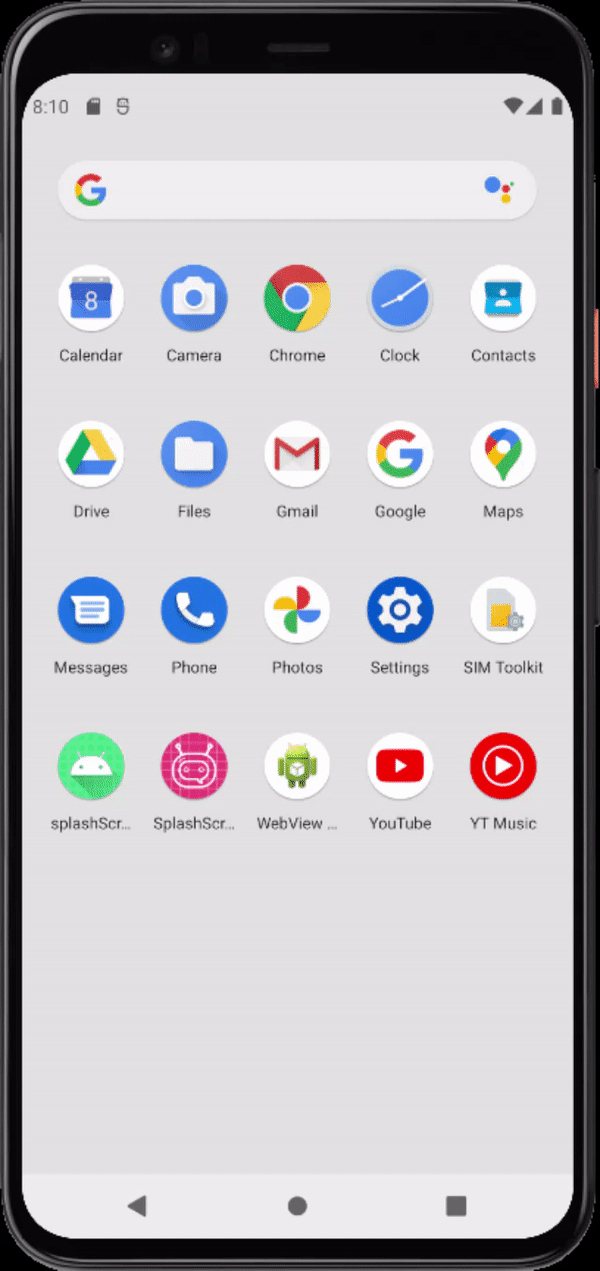 8:10
8
Calendar Camera Chrome Clock Contacts
Drive Files Gmail Google Maps
Messages Phone Photos Settings SIM Toolkit
splashScr... SplashScr... WebView ... YouTube YT Music